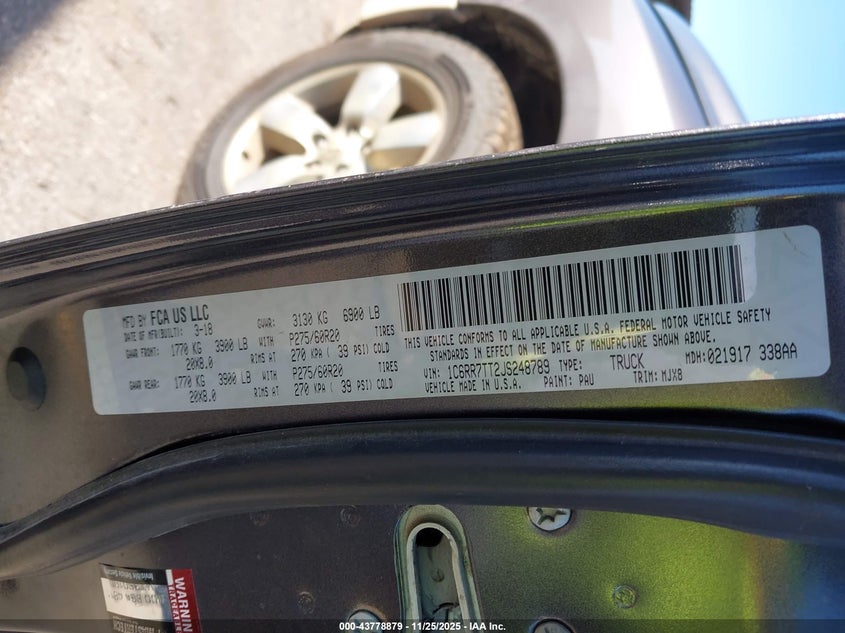 MFD BY FCA US LLC
DATE OF MFR(BUILT): 3-18
GVWR: 3130 KG 6900 LB
GAWR FRONT: 1770 KG 3900 LB WITH P275/60R20 TIRES
20X8.0 RIMS AT 270 KPA ( 39 PSI) COLD
GAWR REAR: 1770 KG 3900 LB WITH P275/60R20 TIRES
20X8.0 RIMS AT 270 KPA ( 39 PSI) COLD
THIS VEHICLE CONFORMS TO ALL APPLICABLE U.S.A. FEDERAL MOTOR VEHICLE SAFETY
STANDARDS IN EFFECT ON THE DATE OF MANUFACTURE SHOWN ABOVE.
VIN: 1C6RR7TT2JS248789 TYPE: TRUCK MDH: 021917 338AA
VEHICLE MADE IN U.S.A. PAINT: PAU TRIM: MJX8
WARNIN
000-43778879 - 11/25/2025 - IAAI.COM